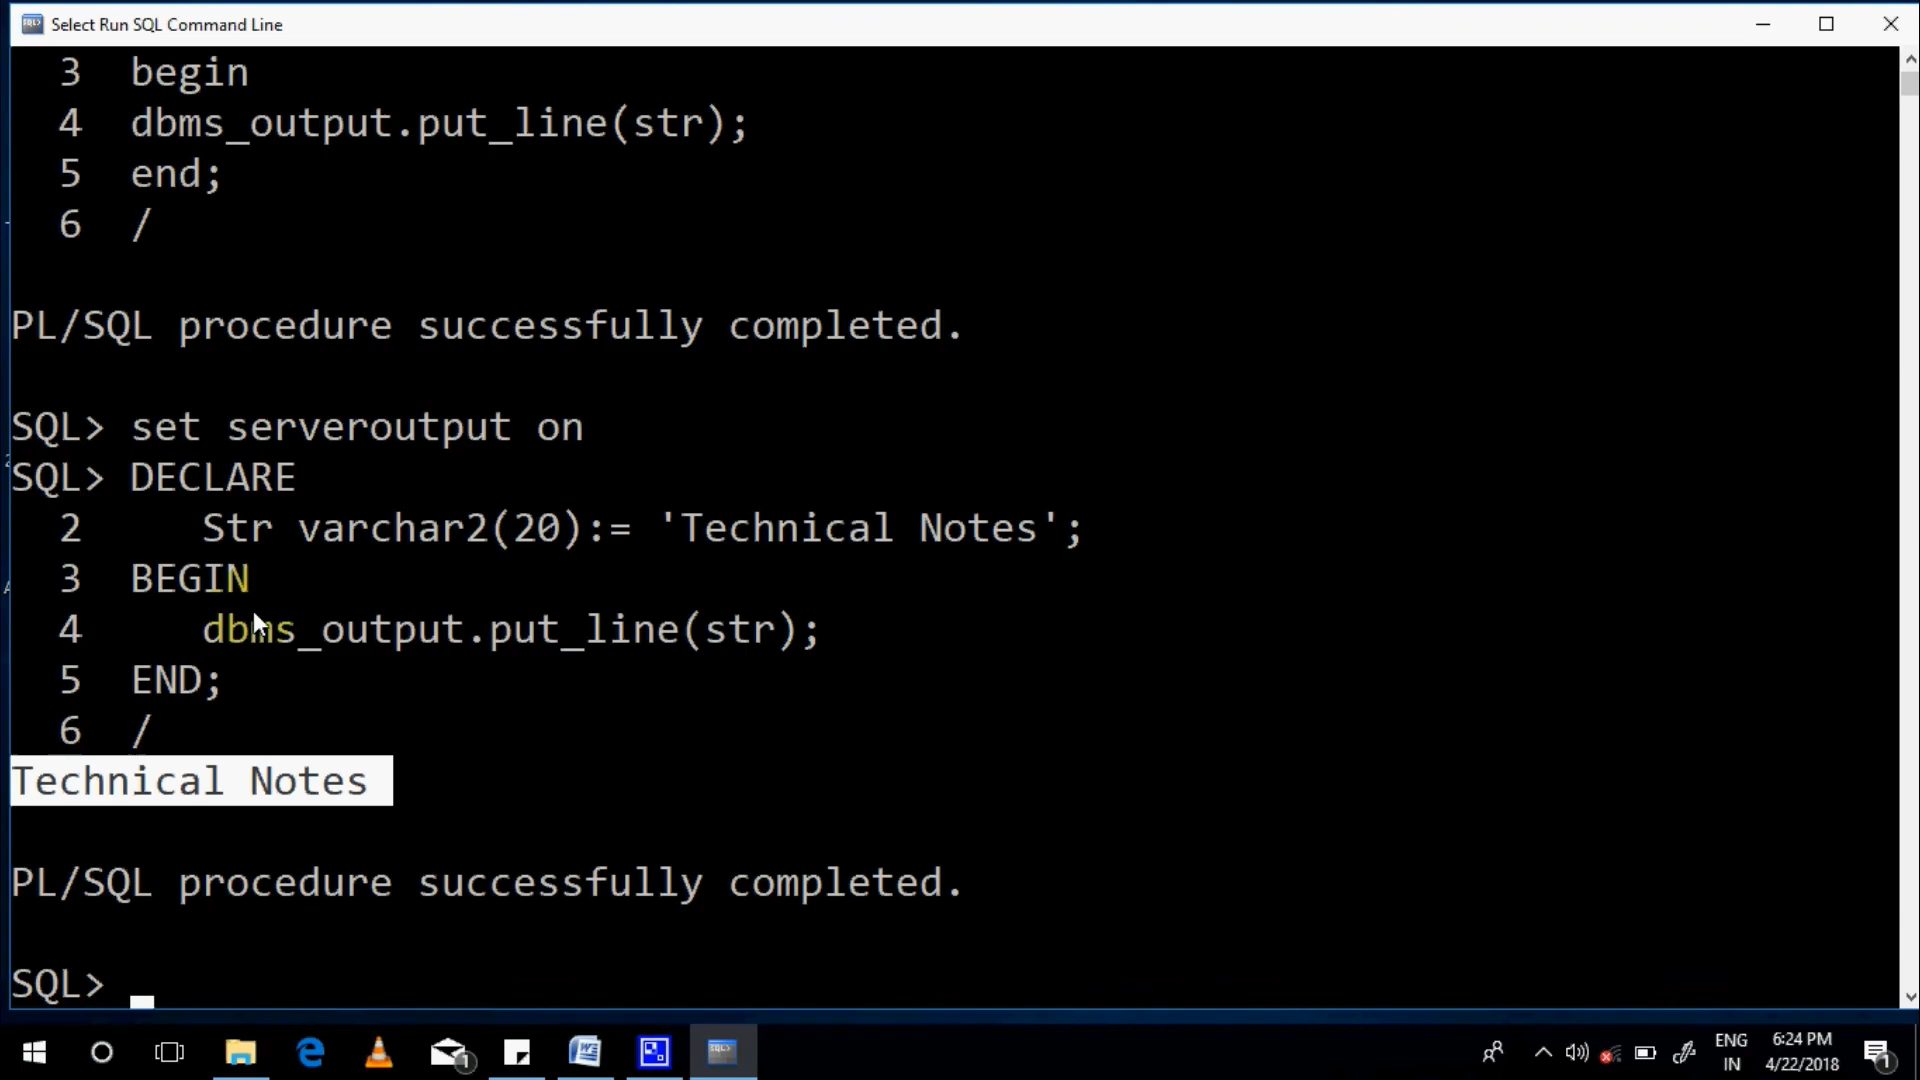 Select Run SQL Command Line
3 begin
4 dbms_output.put_line(str);
5 end;
6 /
PL/SQL procedure successfully completed.
SQL> set serveroutput on
SQL> DECLARE
2 Str varchar2(20):= 'Technical Notes';
3 BEGIN
4 dbms_output.put_line(str);
5 END;
6 /
Technical Notes
PL/SQL procedure successfully completed.
SQL>
ENG
IN
6:24 PM
4/22/2018
1
1